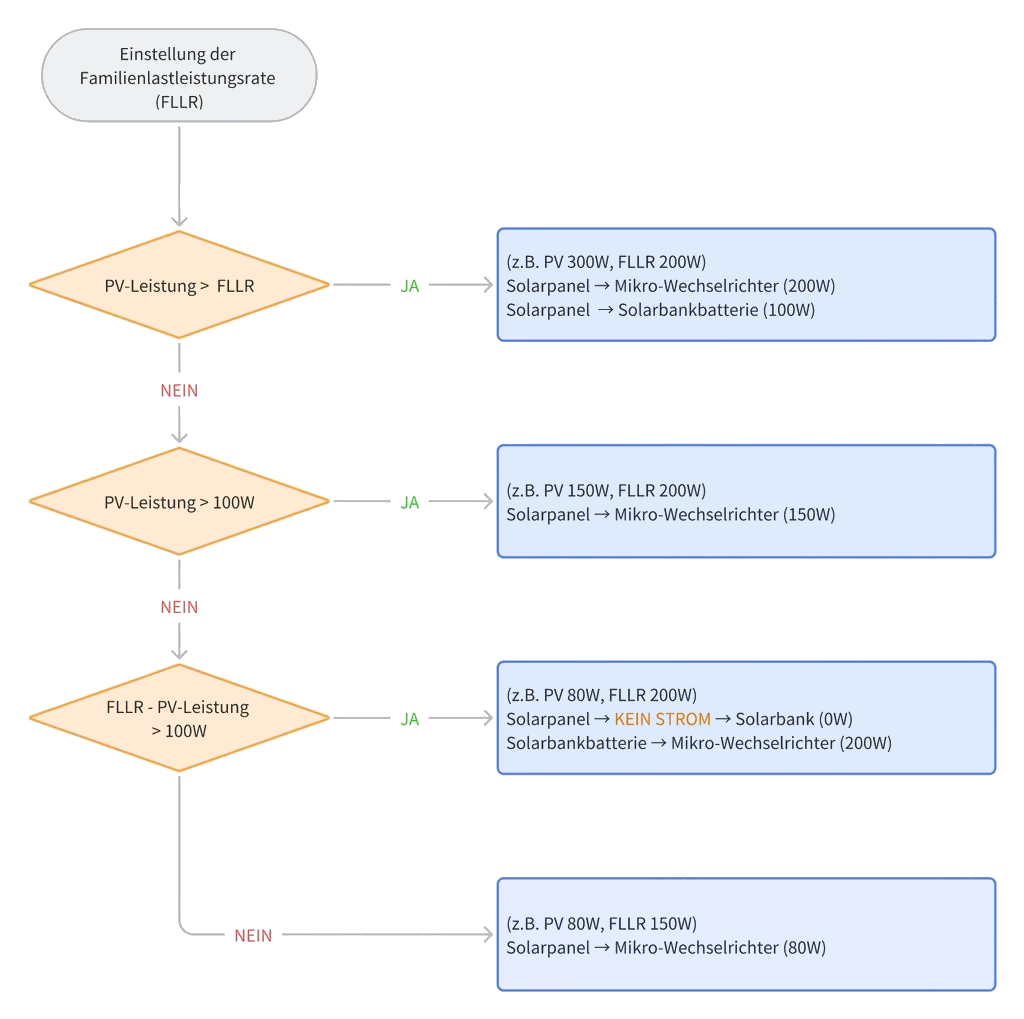 Einstellung der
Familienlastleistungsrate
(FLLR)
PV-Leistung > FLLR
JA
(z.B. PV 300W, FLLR 200W)
Solarpanel → Mikro-Wechselrichter (200W)
Solarpanel → Solarbankbatterie (100W)
NEIN
PV-Leistung > 100W
JA
(z.B. PV 150W, FLLR 200W)
Solarpanel → Mikro-Wechselrichter (150W)
NEIN
FLLR - PV-Leistung
> 100W
JA
(z.B. PV 80W, FLLR 200W)
Solarpanel → KEIN STROM → Solarbank (0W)
Solarbankbatterie → Mikro-Wechselrichter (200W)
NEIN
(z.B. PV 80W, FLLR 150W)
Solarpanel → Mikro-Wechselrichter (80W)